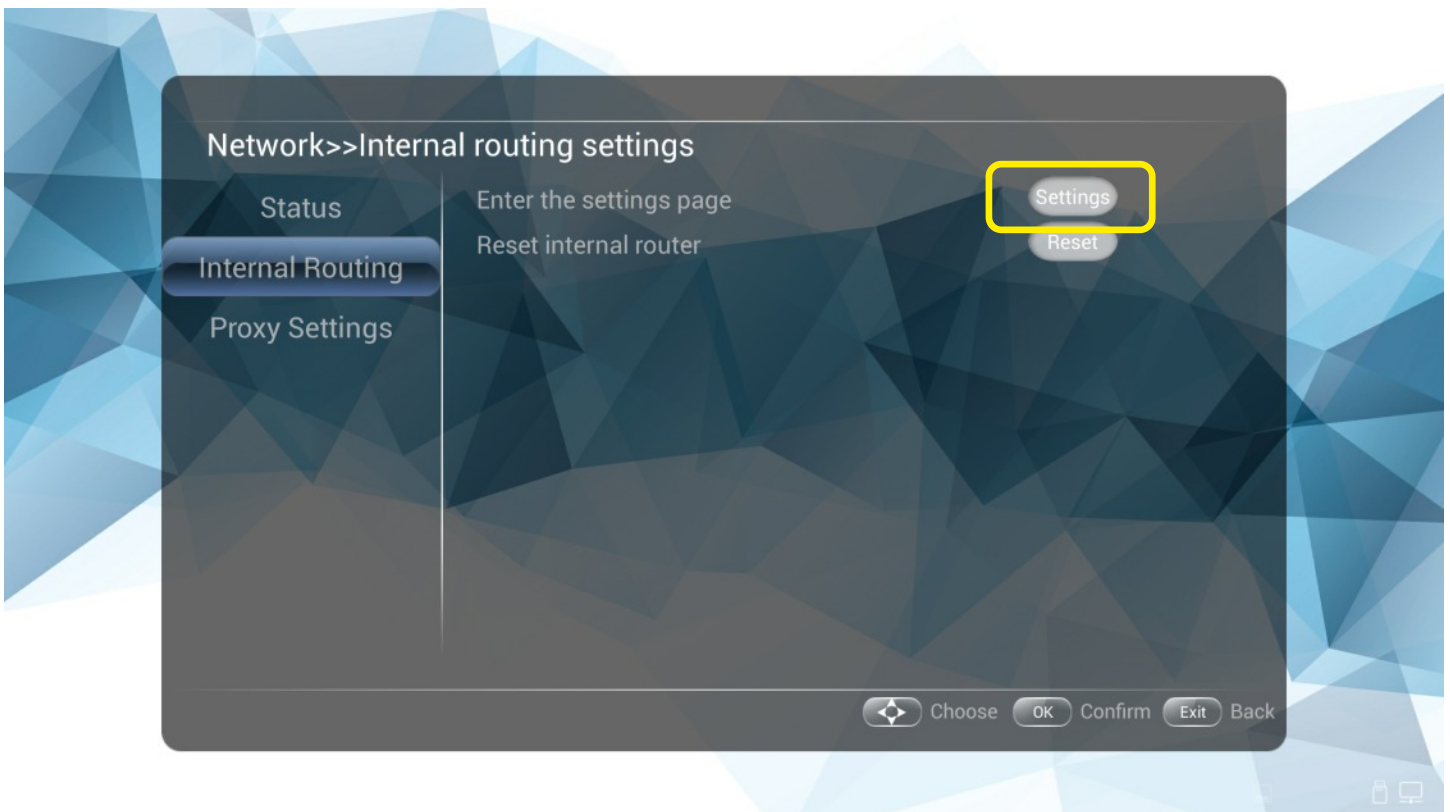 Network>>Internal routing settings
Status
Internal Routing
Proxy Settings
Enter the settings page Settings
Reset internal router Reset
Choose OK Confirm Exit Back